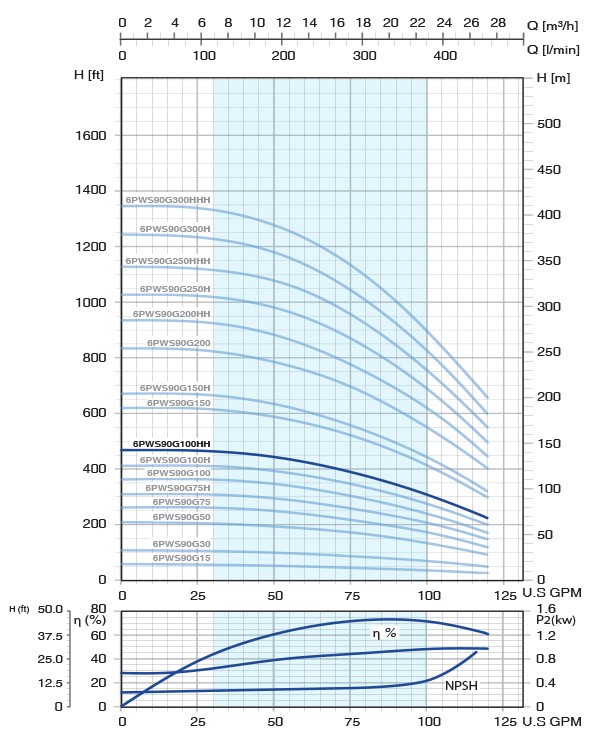 0 2 4 6 8 10 12 14 16 18 20 22 24 26 28 Q [m³/h]
0 100 200 300 400 Q [l/min]
H [ft] H [m]
1600
1400
1200
1000
800
600
400
200
0
500
450
400
350
300
250
200
150
100
50
0
6PWS90G300HHH
6PWS90G300H
6PWS90G250HHH
6PWS90G250H
6PWS90G200HH
6PWS90G200
6PWS90G150H
6PWS90G150
6PWS90G100HH
6PWS90G100H
6PWS90G100
6PWS90G75H
6PWS90G75
6PWS90G50
6PWS90G30
6PWS90G15
0 25 50 75 100 125 U.S GPM
H (ft) 50.0 80 1.6
η (%) P2(kw)
37.5 60 1.2
25.0 40 0.8
12.5 20 0.4
0 0 0
η %
NPSH
0 25 50 75 100 125 U.S GPM